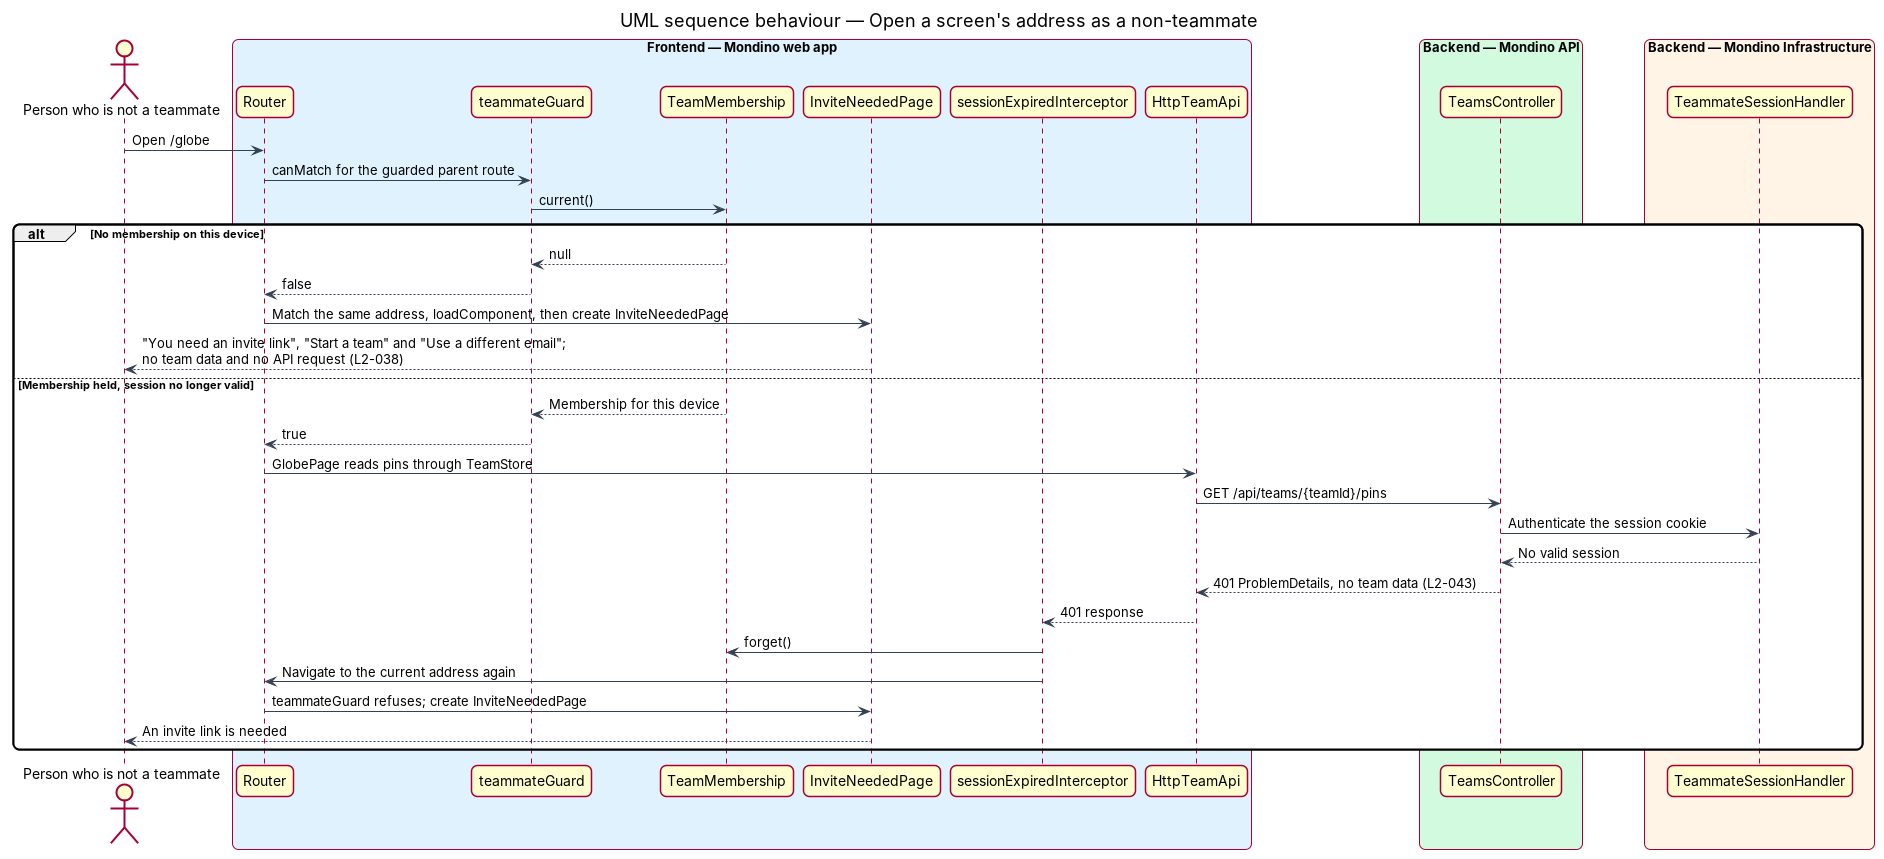 UML sequence behaviour — Open a screen's address as a non-teammate
Frontend — Mondino web app
Backend — Mondino API
Backend — Mondino Infrastructure
Person who is not a teammate
Router
teammateGuard
TeamMembership
InviteNeededPage
sessionExpiredInterceptor
HttpTeamApi
TeamsController
TeammateSessionHandler
Open /globe
canMatch for the guarded parent route
current()
alt
[No membership on this device]
null
false
Match the same address, loadComponent, then create InviteNeededPage
"You need an invite link", "Start a team" and "Use a different email";
no team data and no API request (L2-038)
[Membership held, session no longer valid]
Membership for this device
true
GlobePage reads pins through TeamStore
GET /api/teams/{teamId}/pins
Authenticate the session cookie
No valid session
401 ProblemDetails, no team data (L2-043)
401 response
forget()
Navigate to the current address again
teammateGuard refuses; create InviteNeededPage
An invite link is needed
Person who is not a teammate
Router
teammateGuard
TeamMembership
InviteNeededPage
sessionExpiredInterceptor
HttpTeamApi
TeamsController
TeammateSessionHandler